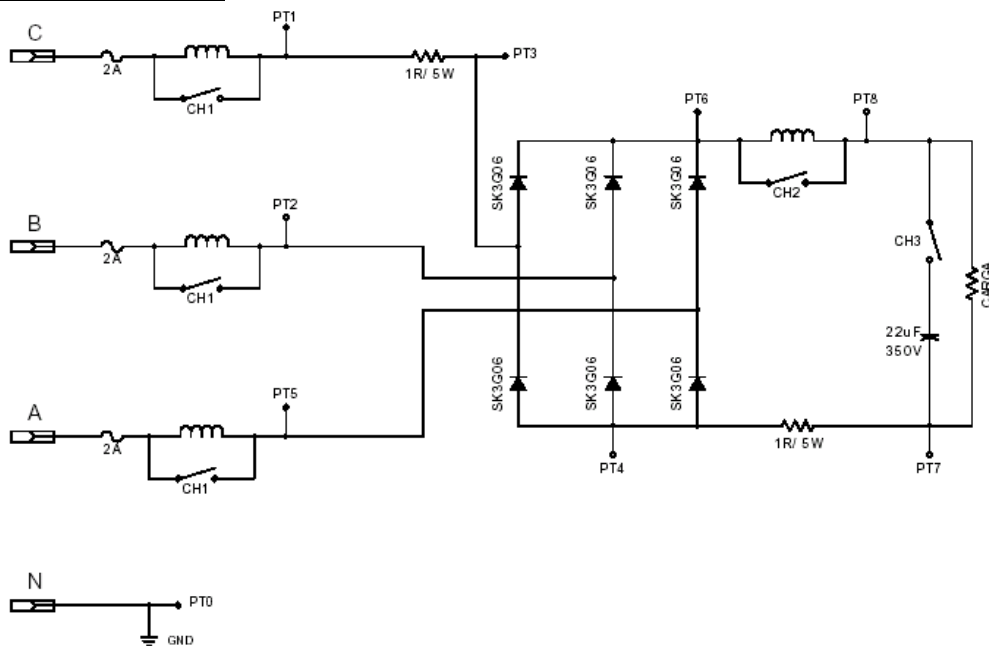 C
PT1
2A
CH1
1R/ 5W
PT3
PT6
PT8
SK3G06
SK3G06
SK3G06
CH2
B
PT2
2A
CH1
CH3
CARGA
22uF
350V
SK3G06
SK3G06
SK3G06
A
PT5
2A
CH1
1R/ 5W
PT4
PT7
N
PT0
GND